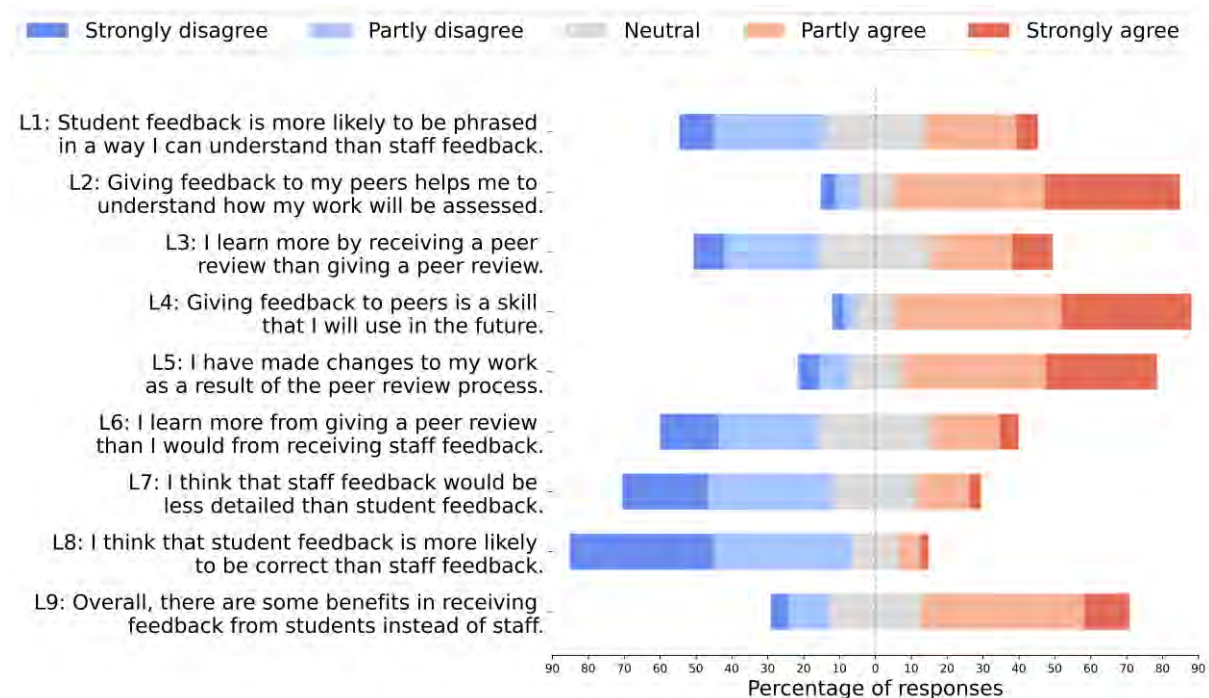 Strongly disagree Partly disagree Neutral Partly agree Strongly agree
L1: Student feedback is more likely to be phrased
in a way I can understand than staff feedback.
L2: Giving feedback to my peers helps me to
understand how my work will be assessed.
L3: I learn more by receiving a peer
review than giving a peer review.
L4: Giving feedback to peers is a skill
that I will use in the future.
L5: I have made changes to my work
as a result of the peer review process.
L6: I learn more from giving a peer review
than I would from receiving staff feedback.
L7: I think that staff feedback would be
less detailed than student feedback.
L8: I think that student feedback is more likely
to be correct than staff feedback.
L9: Overall, there are some benefits in receiving
feedback from students instead of staff.
90 80 70 60 50 40 30 20 10 0 10 20 30 40 50 60 70 80 90
Percentage of responses